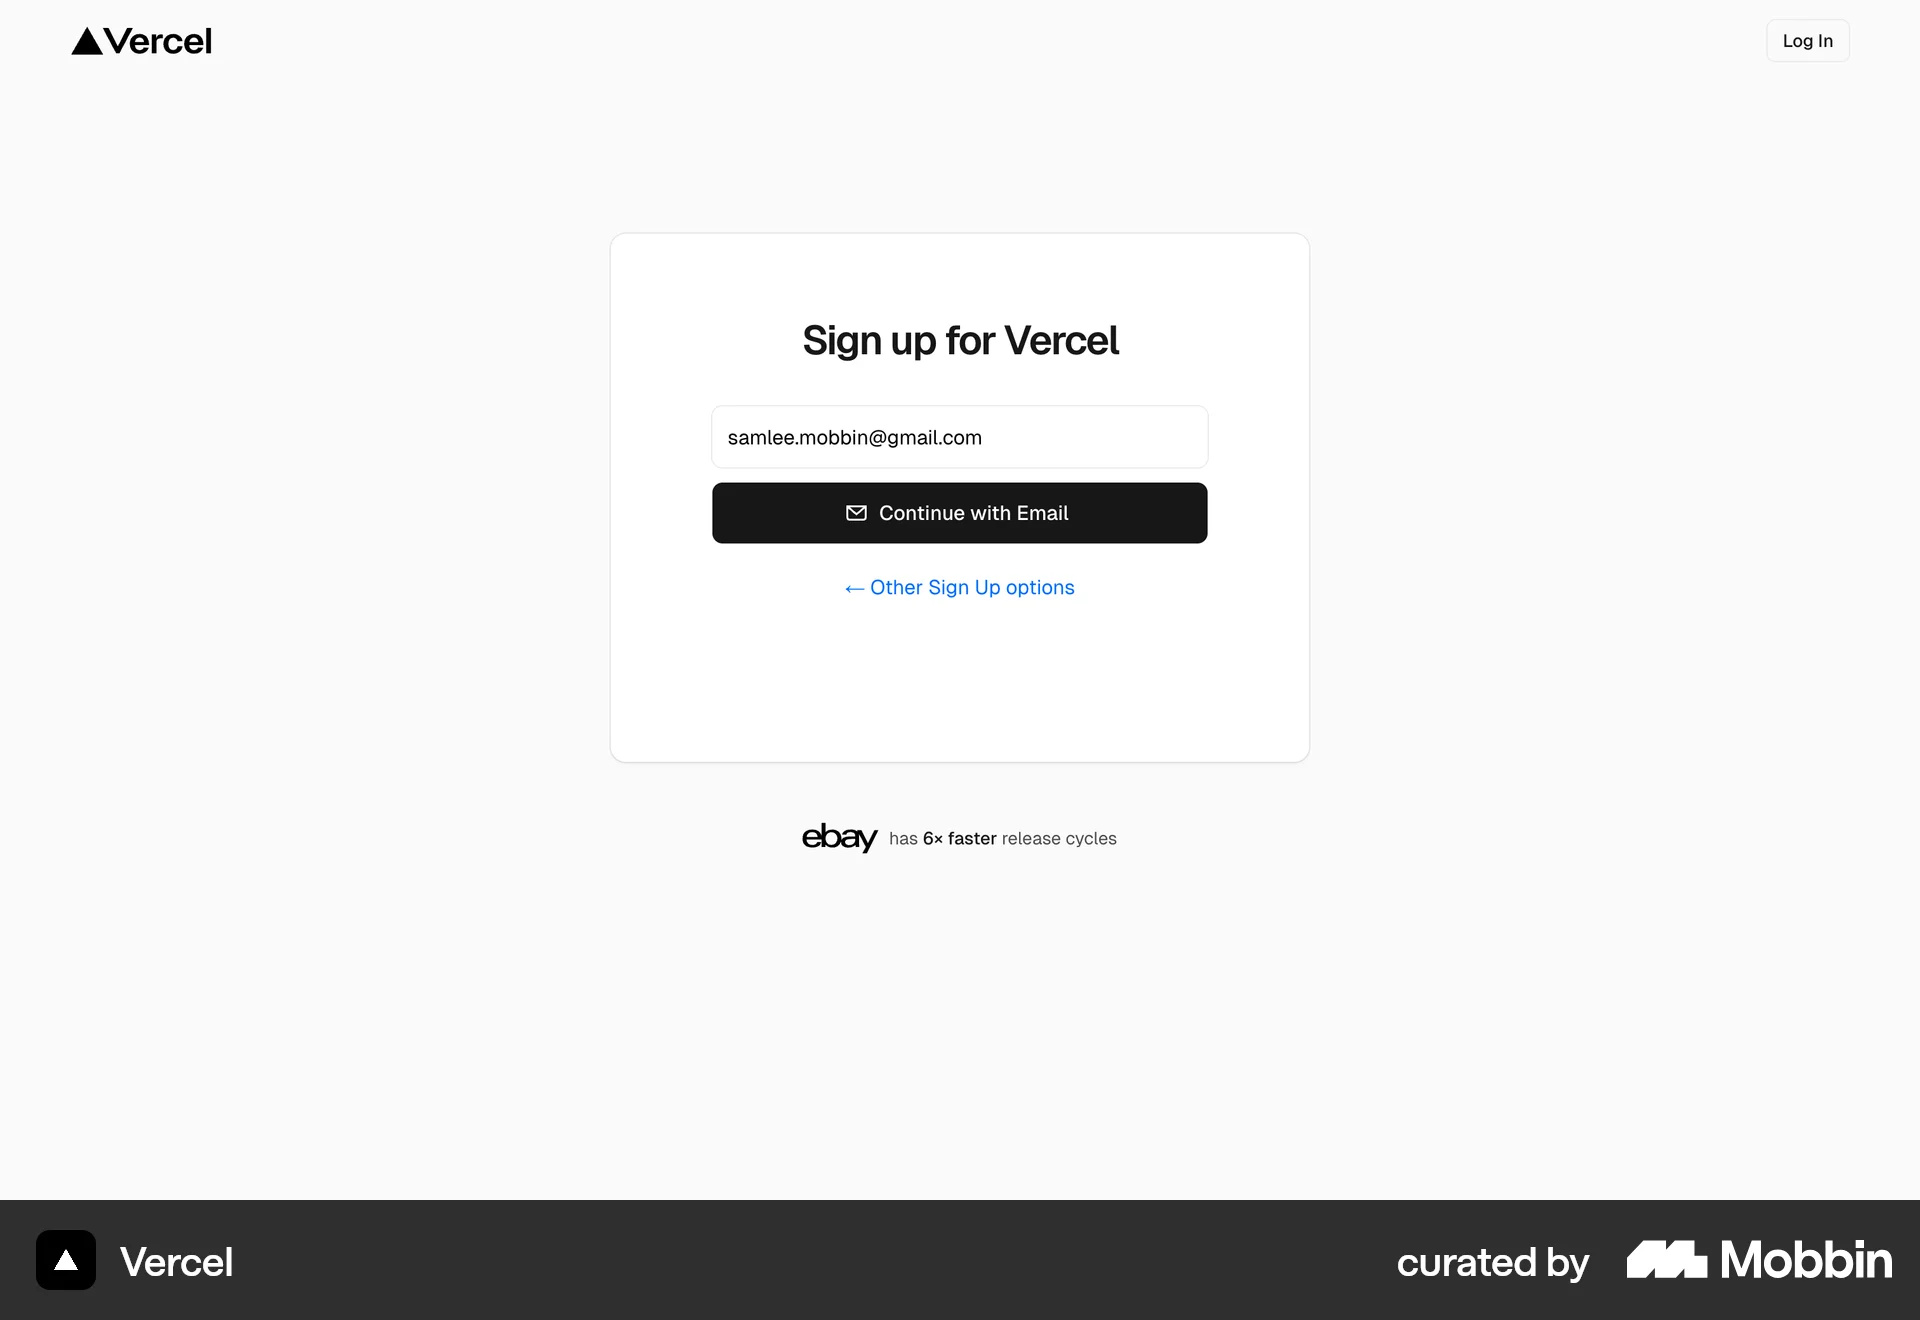 Vercel
Log In
Sign up for Vercel
samlee.mobbin@gmail.com
Continue with Email
← Other Sign Up options
ebay has 6× faster release cycles
Vercel
curated by Mobbin